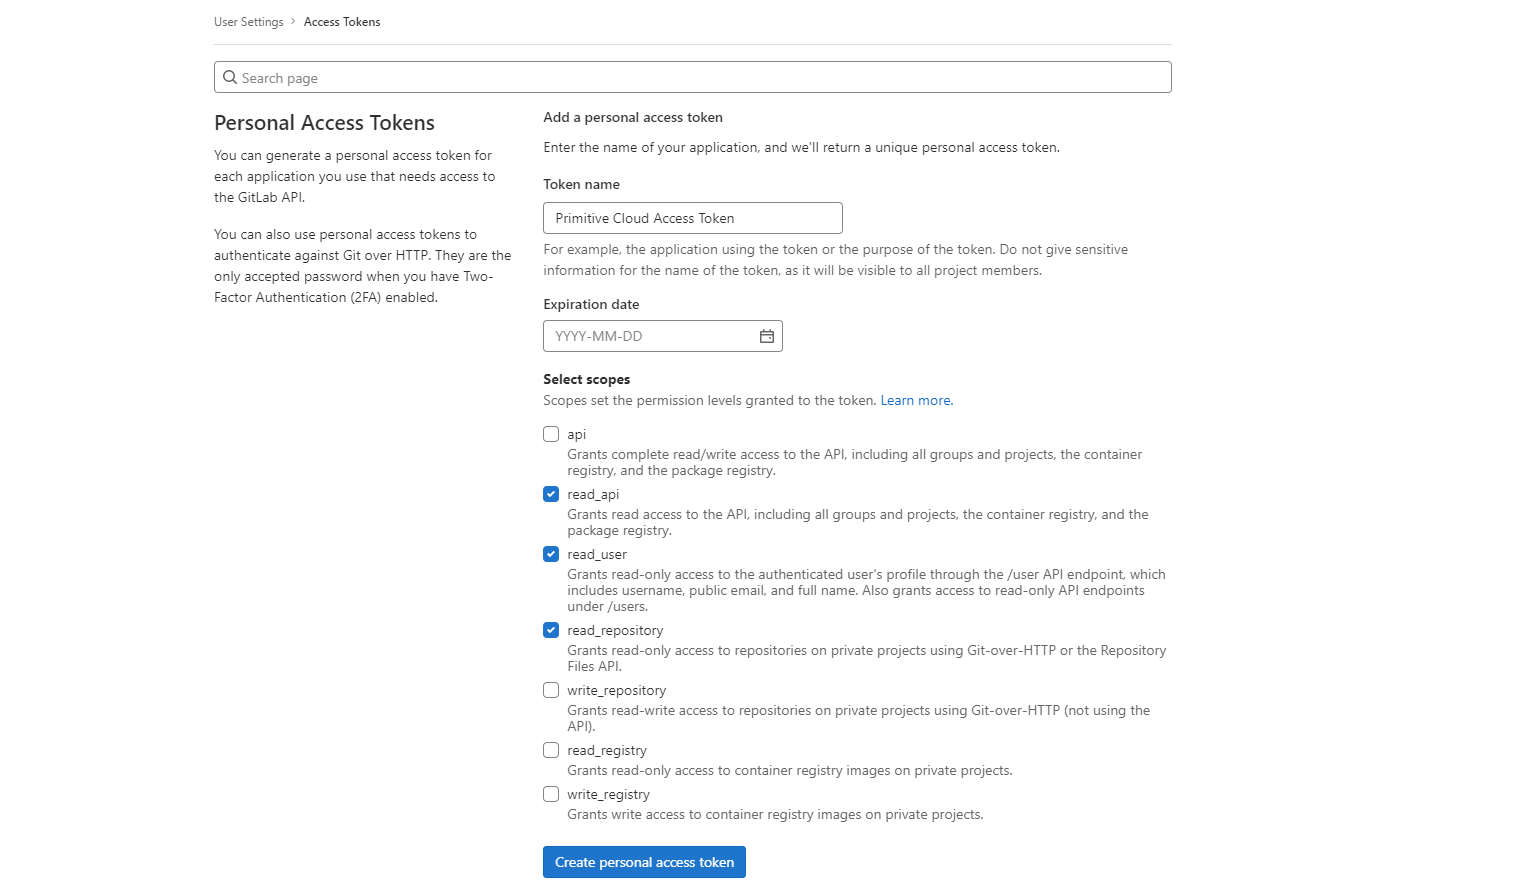 User Settings > Access Tokens
Search page
Personal Access Tokens
You can generate a personal access token for
each application you use that needs access to
the GitLab API.
You can also use personal access tokens to
authenticate against Git over HTTP. They are the
only accepted password when you have Two-
Factor Authentication (2FA) enabled.
Add a personal access token
Enter the name of your application, and we'll return a unique personal access token.
Token name
Primitive Cloud Access Token
For example, the application using the token or the purpose of the token. Do not give sensitive
information for the name of the token, as it will be visible to all project members.
Expiration date
YYYY-MM-DD
Select scopes
Scopes set the permission levels granted to the token. Learn more.
api
Grants complete read/write access to the API, including all groups and projects, the container
registry, and the package registry.
read_api
Grants read access to the API, including all groups and projects, the container registry, and the
package registry.
read_user
Grants read-only access to the authenticated user's profile through the /user API endpoint, which
includes username, public email, and full name. Also grants access to read-only API endpoints
under /users.
read_repository
Grants read-only access to repositories on private projects using Git-over-HTTP or the Repository
Files API.
write_repository
Grants read-write access to repositories on private projects using Git-over-HTTP (not using the
API).
read_registry
Grants read-only access to container registry images on private projects.
write_registry
Grants write access to container registry images on private projects.
Create personal access token